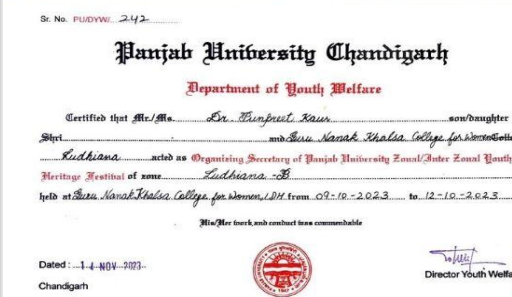 Sr. No. PU/DYW/. 242
Panjab University Chandigarh
Department of Youth Welfare
Certified that Mr./Ms. Dr. Punpreet Kaur son/daughter
Shri and Guru Nanak Khalsa College for Women Colle
Ludhiana acted as Organizing Secretary of Panjab University Zonal/Inter Zonal Youth
Heritage Festival of zone Ludhiana-B
held at Guru Nanak Khalsa College for Women, LDH from 09-10-2023 to 12-10-2023
His/Her work and conduct was commendable
Dated : 14 NOV 2023
Chandigarh
Director Youth Welfa